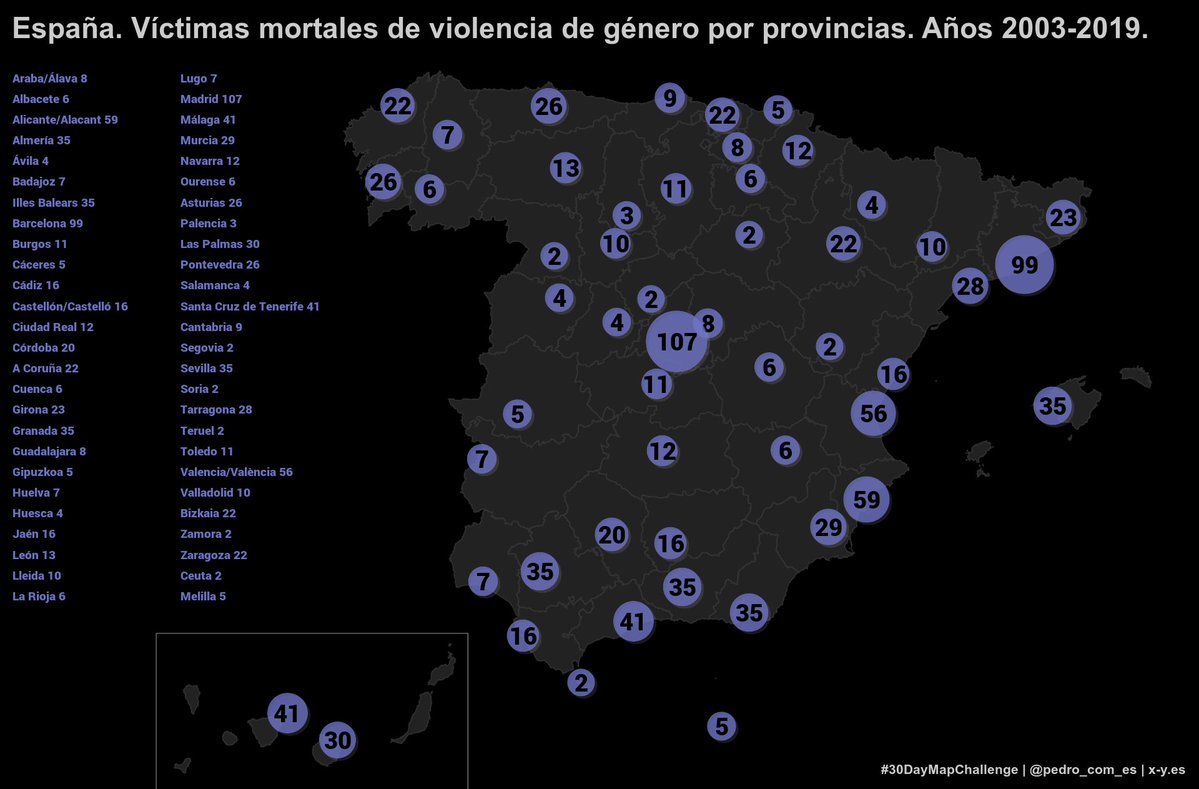 España. Víctimas mortales de violencia de género por provincias. Años 2003-2019.
Araba/Álava 8
Albacete 6
Alicante/Alacant 59
Almería 35
Ávila 4
Badajoz 7
Illes Balears 35
Barcelona 99
Burgos 11
Cáceres 5
Cádiz 16
Castellón/Castelló 16
Ciudad Real 12
Córdoba 20
A Coruña 22
Cuenca 6
Girona 23
Granada 35
Guadalajara 8
Gipuzkoa 5
Huelva 7
Huesca 4
Jaén 16
León 13
Lleida 10
La Rioja 6
Lugo 7
Madrid 107
Málaga 41
Murcia 29
Navarra 12
Ourense 6
Asturias 26
Palencia 3
Las Palmas 30
Pontevedra 26
Salamanca 4
Santa Cruz de Tenerife 41
Cantabria 9
Segovia 2
Sevilla 35
Soria 2
Tarragona 28
Teruel 2
Toledo 11
Valencia/València 56
Valladolid 10
Bizkaia 22
Zamora 2
Zaragoza 22
Ceuta 2
Melilla 5
22
26
9
22
5
7
8
12
13
26
6
11
6
3
4
23
10
2
22
10
2
99
28
4
2
4
8
107
2
6
16
11
35
5
56
12
6
7
59
29
20
16
35
7
35
35
41
16
2
41
5
30
#30DayMapChallenge | @pedro_com_es | x-y.es